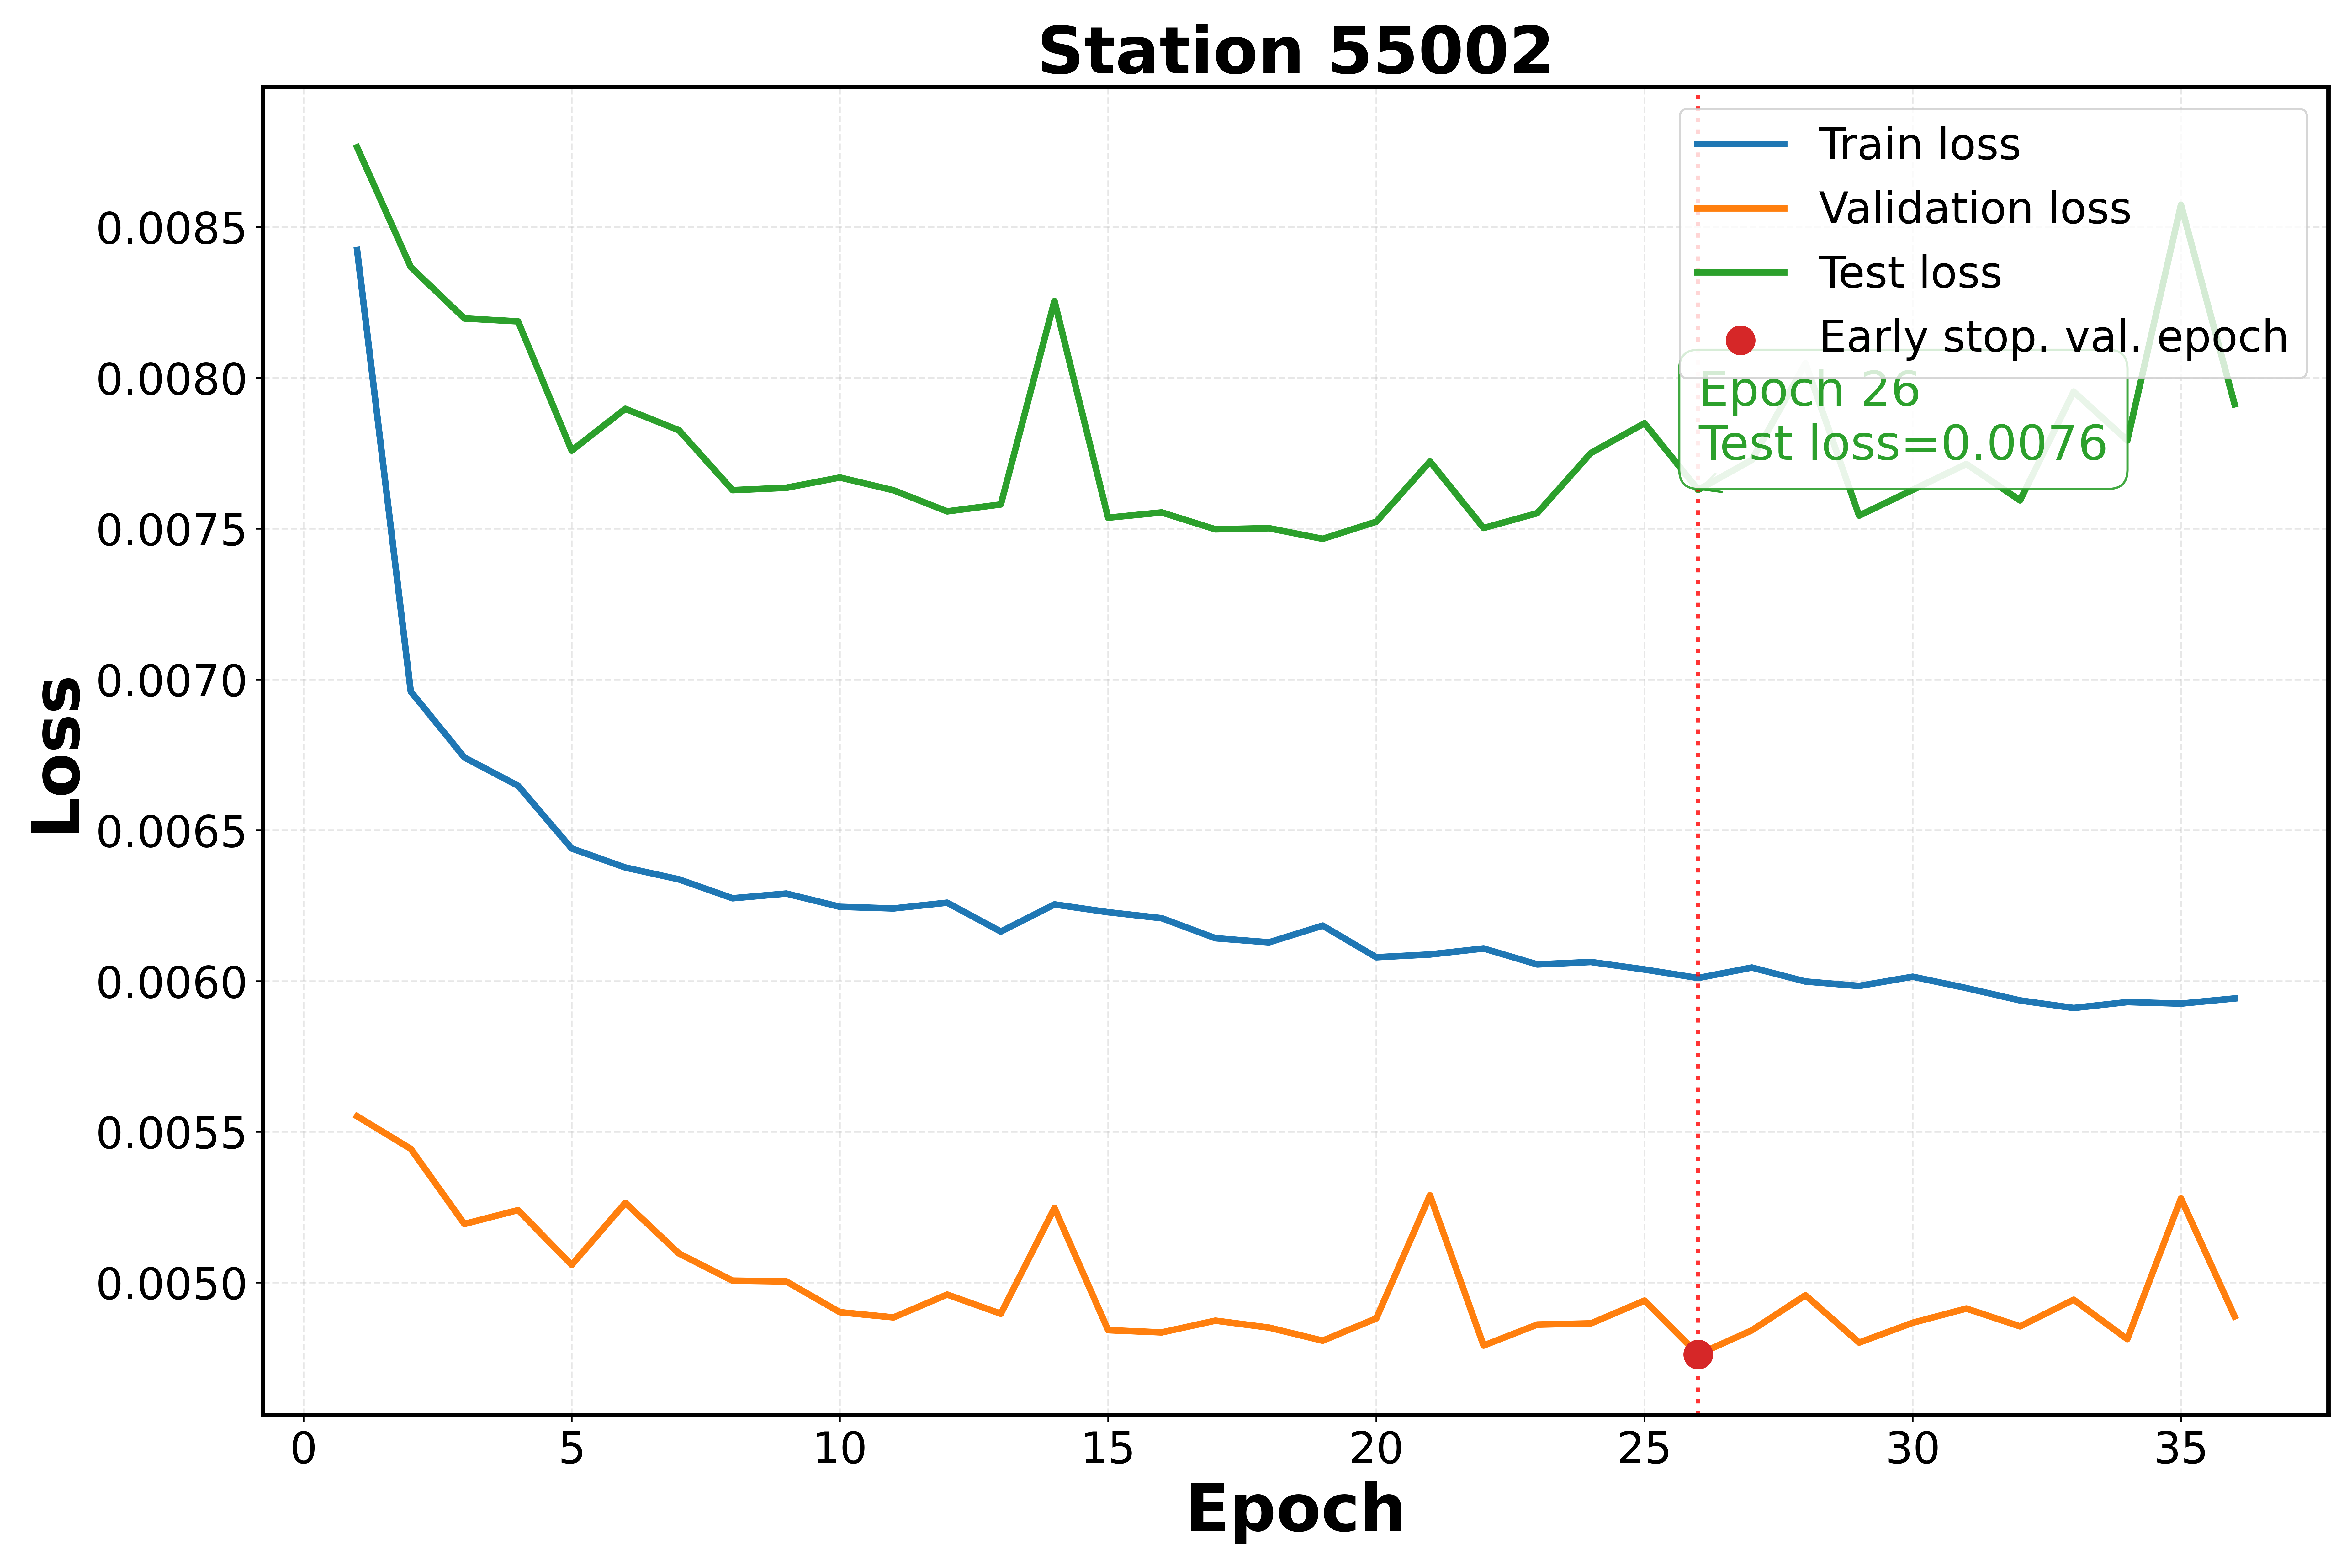 Station 55002
Train loss
Validation loss
Test loss
Early stop. val. epoch
Epoch 26
Test loss=0.0076
0.0085
0.0080
0.0075
0.0070
0.0065
0.0060
0.0055
0.0050
Loss
0 5 10 15 20 25 30 35
Epoch